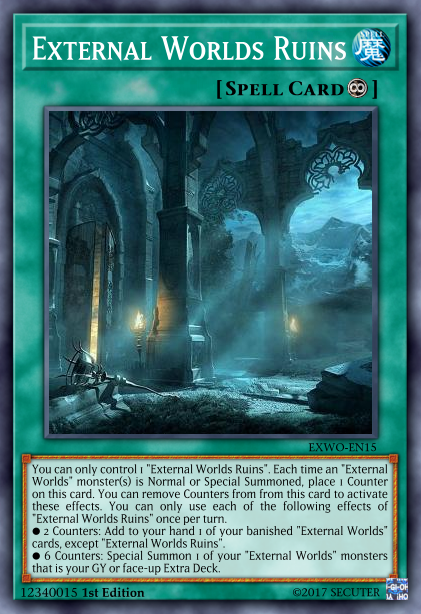 EXTERNAL WORLDS RUINS 魔
[SPELL CARD ]
EXWO-EN15
You can only control 1 "External Worlds Ruins". Each time an "External
Worlds" monster(s) is Normal or Special Summoned, place 1 Counter
on this card. You can remove Counters from from this card to activate
these effects. You can only use each of the following effects of
"External Worlds Ruins" once per turn.
● 2 Counters: Add to your hand 1 of your banished "External Worlds"
cards, except "External Worlds Ruins".
● 6 Counters: Special Summon 1 of your "External Worlds" monsters
that is your GY or face-up Extra Deck.
12340015 1st Edition ©2017 SECUTER